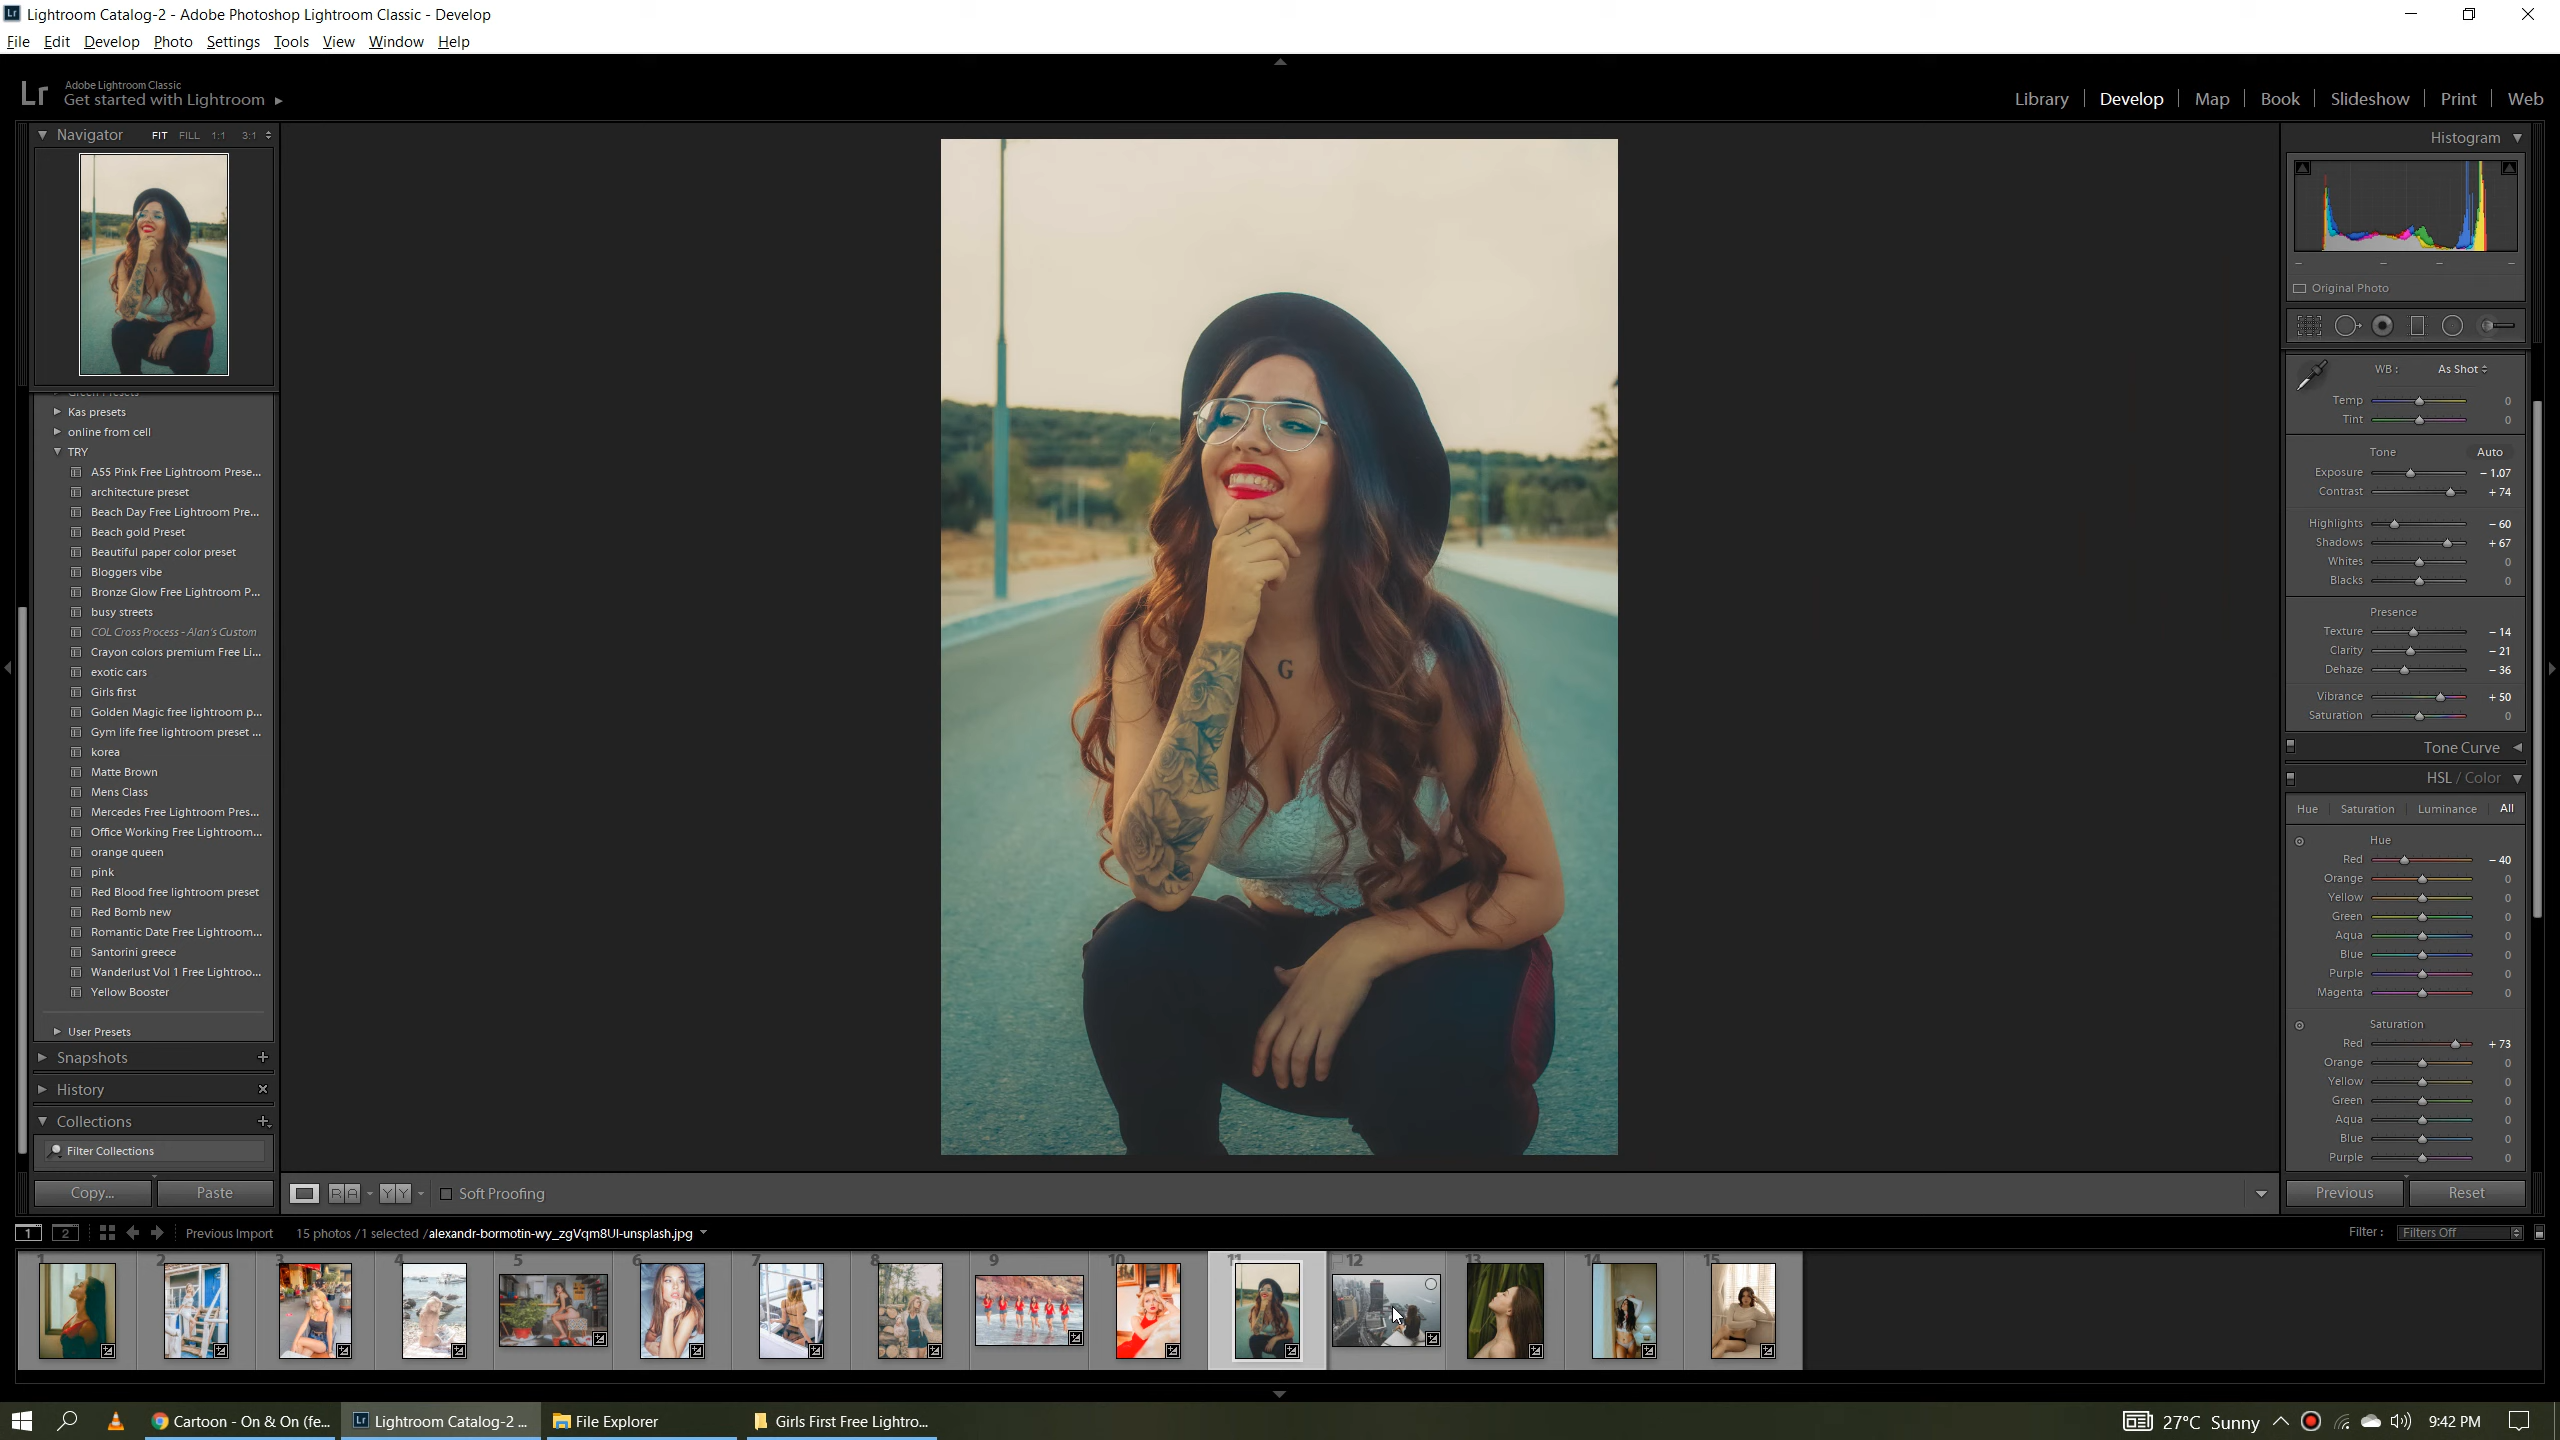 Lightroom Catalog-2 - Adobe Photoshop Lightroom Classic - Develop
File Edit Develop Photo Settings Tools View Window Help
Lr Adobe Lightroom Classic
Get started with Lightroom
Library Develop Map Book Slideshow Print Web
Navigator FIT FILL 1:1 3:1
Green Presets
Kas presets
online from cell
TRY
A55 Pink Free Lightroom Prese...
architecture preset
Beach Day Free Lightroom Pre...
Beach gold Preset
Beautiful paper color preset
Bloggers vibe
Bronze Glow Free Lightroom P...
busy streets
COL Cross Process - Alan's Custom
Crayon colors premium Free Li...
exotic cars
Girls first
Golden Magic free lightroom p...
Gym life free lightroom preset ...
korea
Matte Brown
Mens Class
Mercedes Free Lightroom Pres...
Office Working Free Lightroom...
orange queen
pink
Red Blood free lightroom preset
Red Bomb new
Romantic Date Free Lightroom...
Santorini greece
Wanderlust Vol 1 Free Lightroo...
Yellow Booster
User Presets
Snapshots
History
Collections
Filter Collections
Copy... Paste
G
Soft Proofing
Histogram
Original Photo
WB : As Shot
Temp 0
Tint 0
Tone Auto
Exposure - 1.07
Contrast + 74
Highlights - 60
Shadows + 67
Whites 0
Blacks 0
Presence
Texture - 14
Clarity - 21
Dehaze - 36
Vibrance + 50
Saturation 0
Tone Curve
HSL / Color
Hue Saturation Luminance All
Hue
Red - 40
Orange 0
Yellow 0
Green 0
Aqua 0
Blue 0
Purple 0
Magenta 0
Saturation
Red + 73
Orange 0
Yellow 0
Green 0
Aqua 0
Blue 0
Purple 0
Previous Reset
1 2 Previous Import 15 photos / 1 selected / alexandr-bormotin-wy_zgVqm8UI-unsplash.jpg
Filter : Filters Off
1 2 3 4 5 6 7 8 9 10 11 12 13 14 15
Cartoon - On & On (fe... Lightroom Catalog-2 ... File Explorer Girls First Free Lightro...
27°C Sunny 9:42 PM